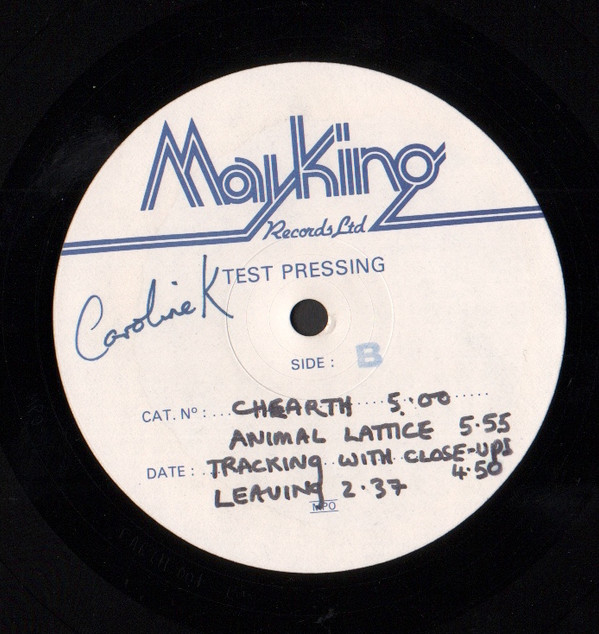 Mayking
Records Ltd
TEST PRESSING
Caroline K
SIDE : B
CAT. Nº : CHEARTH 5.00
ANIMAL LATTICE 5.55
DATE : TRACKING WITH CLOSE-UPS
4.50
LEAVING 2.37
MPO